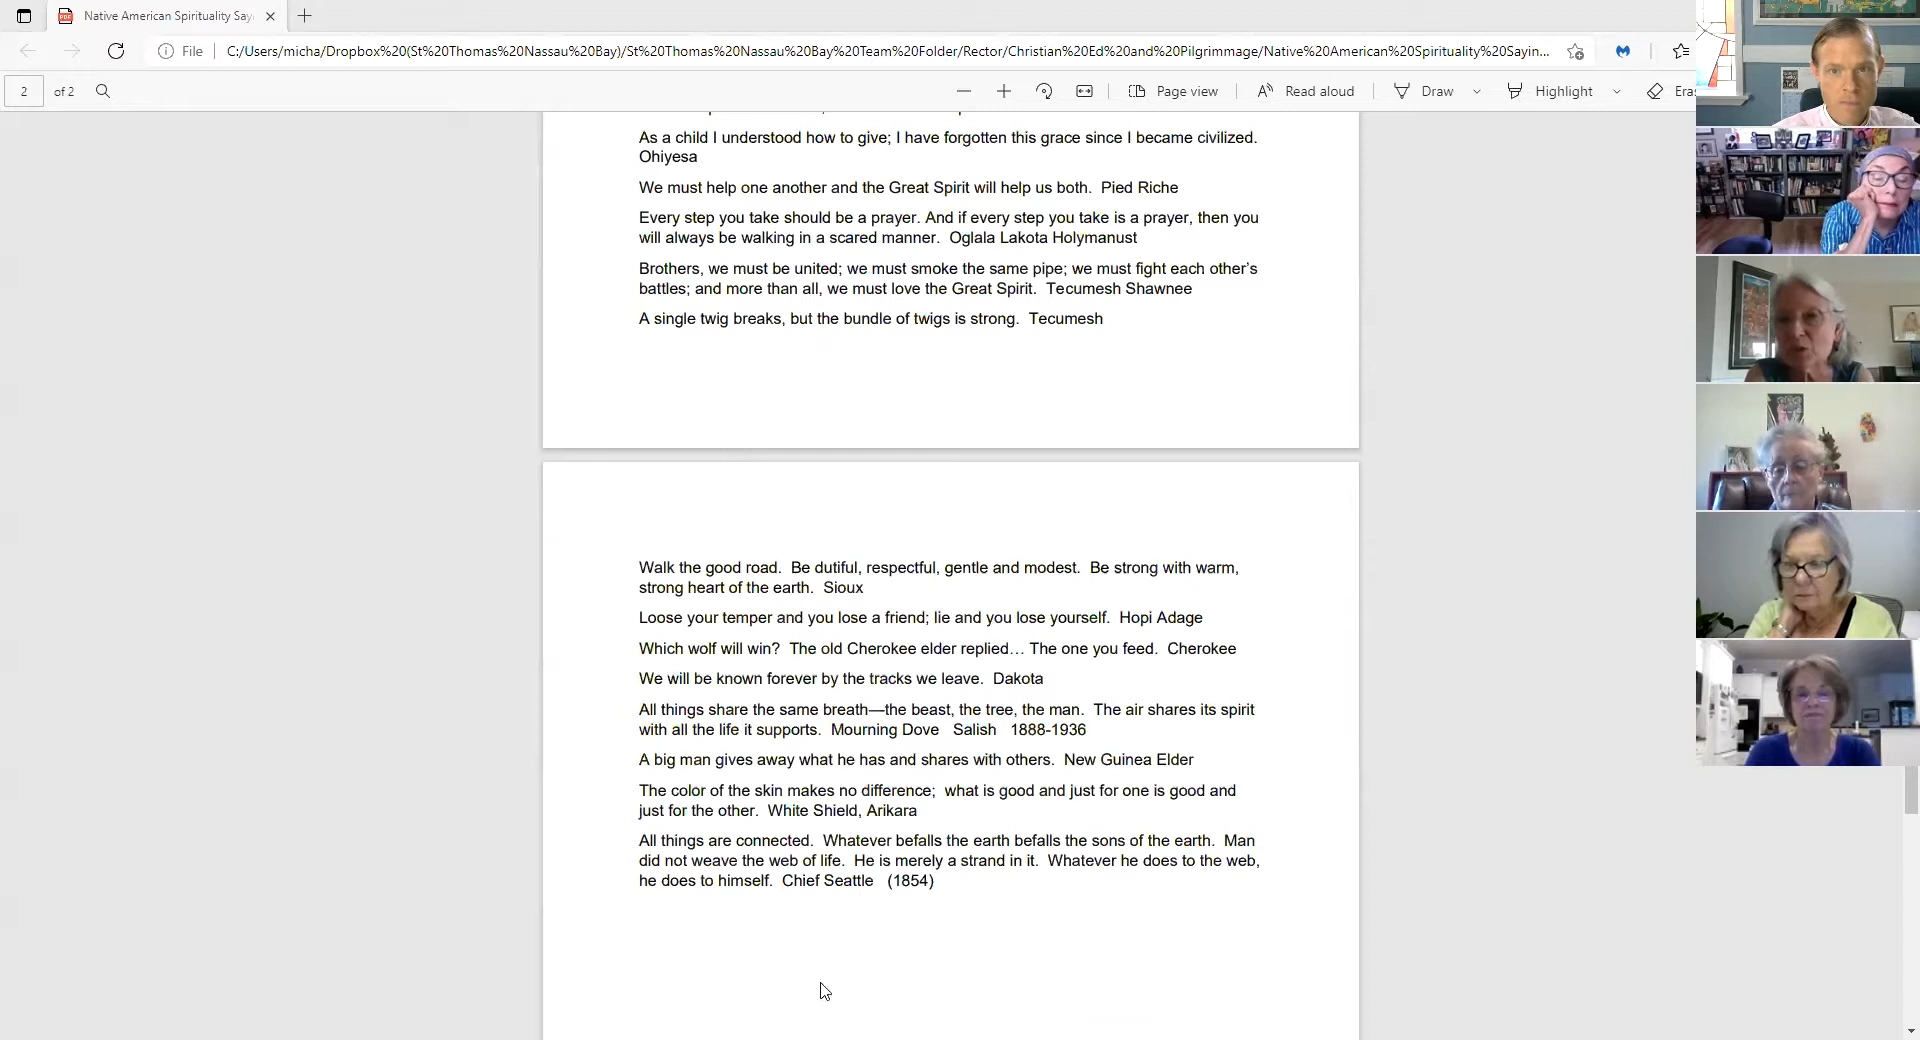 Native American Spirituality Say
File
C:/Users/micha/Dropbox%20(St%20Thomas%20Nassau%20Bay)/St%20Thomas%20Nassau%20Bay%20Team%20Folder/Rector/Christian%20Ed%20and%20Pilgrimmage/Native%20American%20Spirituality%20Sayin...
2 of 2
Page view
Read aloud
Draw
Highlight
Era
As a child I understood how to give; I have forgotten this grace since I became civilized.
Ohiyesa
We must help one another and the Great Spirit will help us both. Pied Riche
Every step you take should be a prayer. And if every step you take is a prayer, then you
will always be walking in a scared manner. Oglala Lakota Holymanust
Brothers, we must be united; we must smoke the same pipe; we must fight each other’s
battles; and more than all, we must love the Great Spirit. Tecumesh Shawnee
A single twig breaks, but the bundle of twigs is strong. Tecumesh
Walk the good road. Be dutiful, respectful, gentle and modest. Be strong with warm,
strong heart of the earth. Sioux
Loose your temper and you lose a friend; lie and you lose yourself. Hopi Adage
Which wolf will win? The old Cherokee elder replied… The one you feed. Cherokee
We will be known forever by the tracks we leave. Dakota
All things share the same breath—the beast, the tree, the man. The air shares its spirit
with all the life it supports. Mourning Dove Salish 1888-1936
A big man gives away what he has and shares with others. New Guinea Elder
The color of the skin makes no difference; what is good and just for one is good and
just for the other. White Shield, Arikara
All things are connected. Whatever befalls the earth befalls the sons of the earth. Man
did not weave the web of life. He is merely a strand in it. Whatever he does to the web,
he does to himself. Chief Seattle (1854)